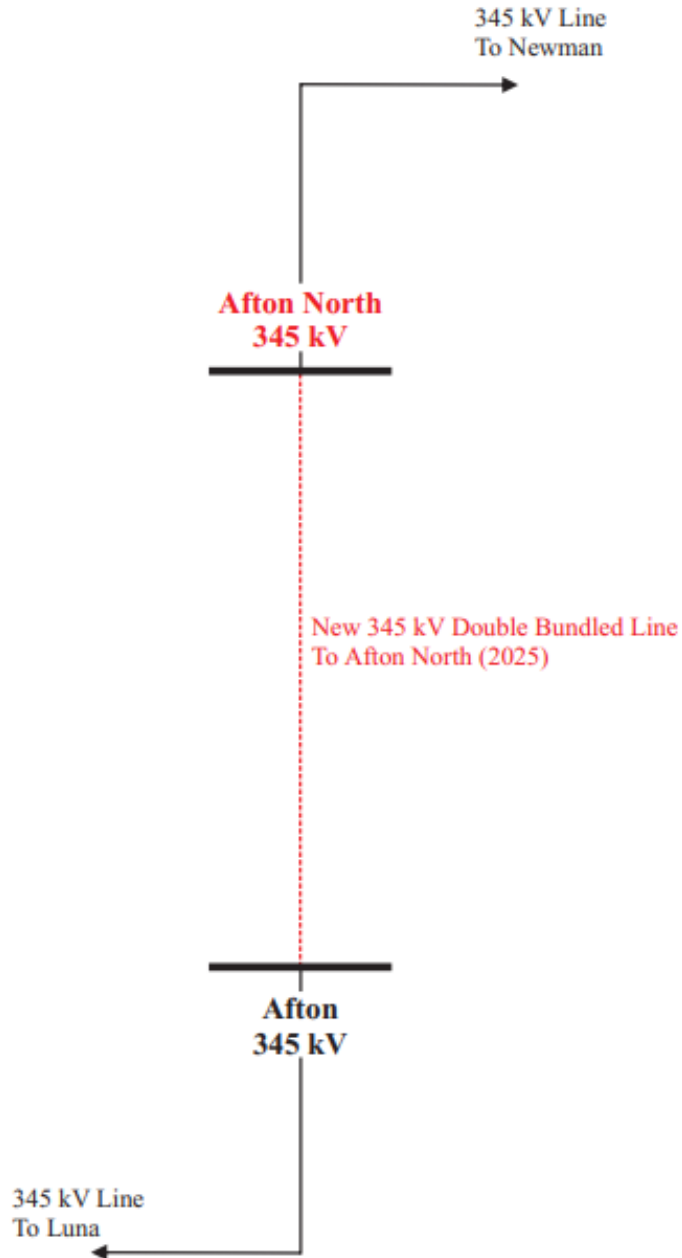 345 kV Line
To Newman
Afton North
345 kV
New 345 kV Double Bundled Line
To Afton North (2025)
Afton
345 kV
345 kV Line
To Luna